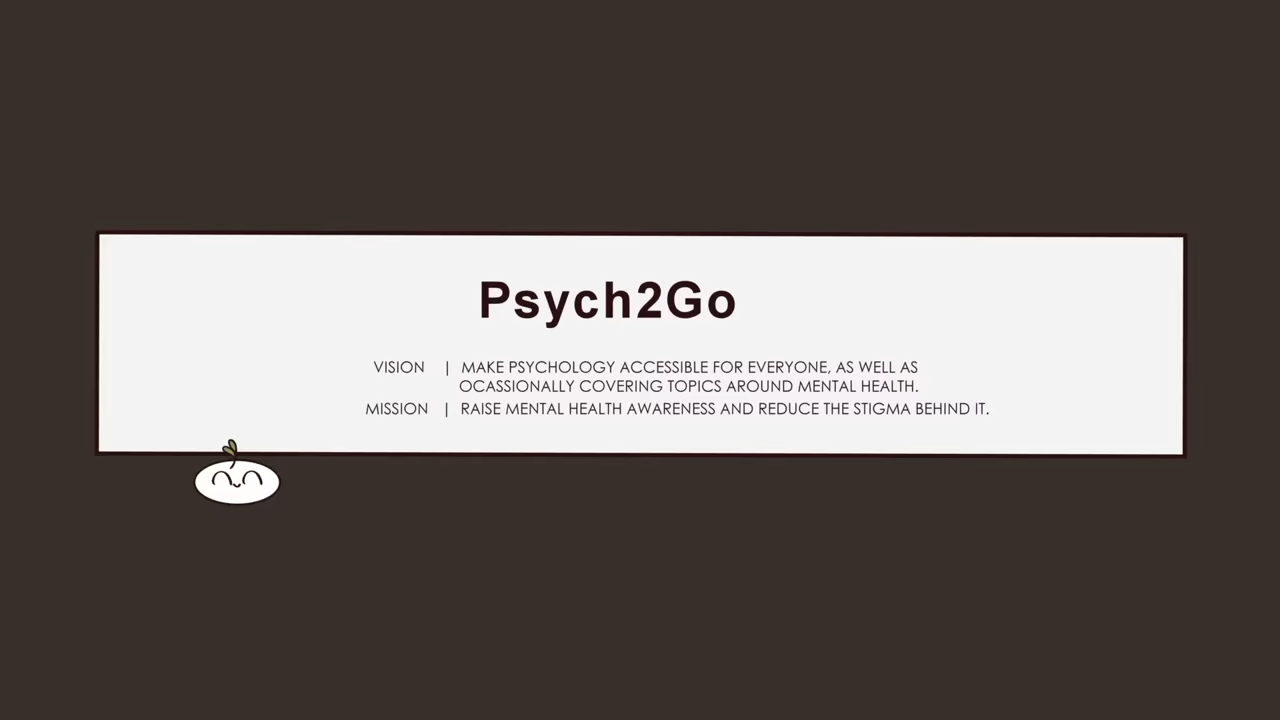 Psych2Go
VISION | MAKE PSYCHOLOGY ACCESSIBLE FOR EVERYONE, AS WELL AS
OCASSIONALLY COVERING TOPICS AROUND MENTAL HEALTH.
MISSION | RAISE MENTAL HEALTH AWARENESS AND REDUCE THE STIGMA BEHIND IT.